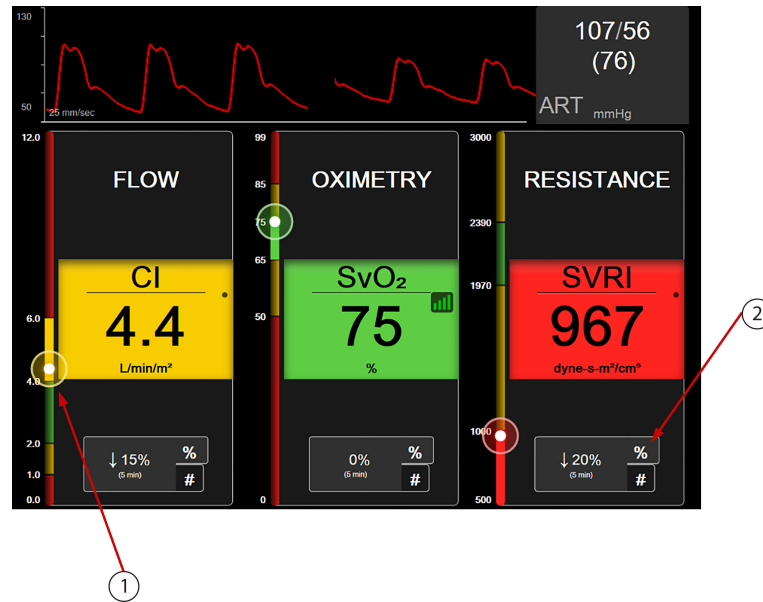 130
107/56
(76)
ART mmHg
50
25 mm/sec
12.0
99
3000
FLOW
OXIMETRY
RESISTANCE
85
75
2390
65
1970
CI
SvO₂
SVRI
4.4
75
967
L/min/m²
%
dyne-s-m²/cm⁵
6.0
50
2
4.0
1000
2.0
↓15%
(5 min)
%
#
0%
(5 min)
%
#
↓20%
(5 min)
%
#
1.0
0.0
0
500
1